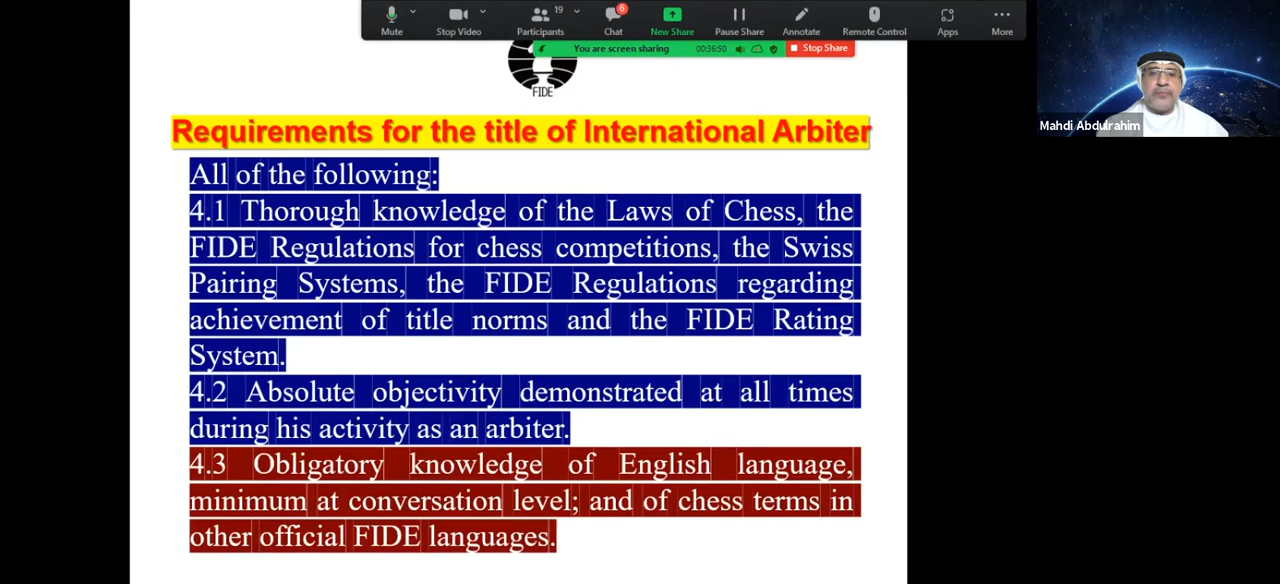 19
6
Mute
Stop Video
Participants
Chat
New Share
Pause Share
Annotate
Remote Control
Apps
More
You are screen sharing
00:36:50
Stop Share
FIDE
Mahdi Abdulrahim
Requirements for the title of International Arbiter
All of the following:
4.1 Thorough knowledge of the Laws of Chess, the
FIDE Regulations for chess competitions, the Swiss
Pairing Systems, the FIDE Regulations regarding
achievement of title norms and the FIDE Rating
System.
4.2 Absolute objectivity demonstrated at all times
during his activity as an arbiter.
4.3 Obligatory knowledge of English language,
minimum at conversation level; and of chess terms in
other official FIDE languages.